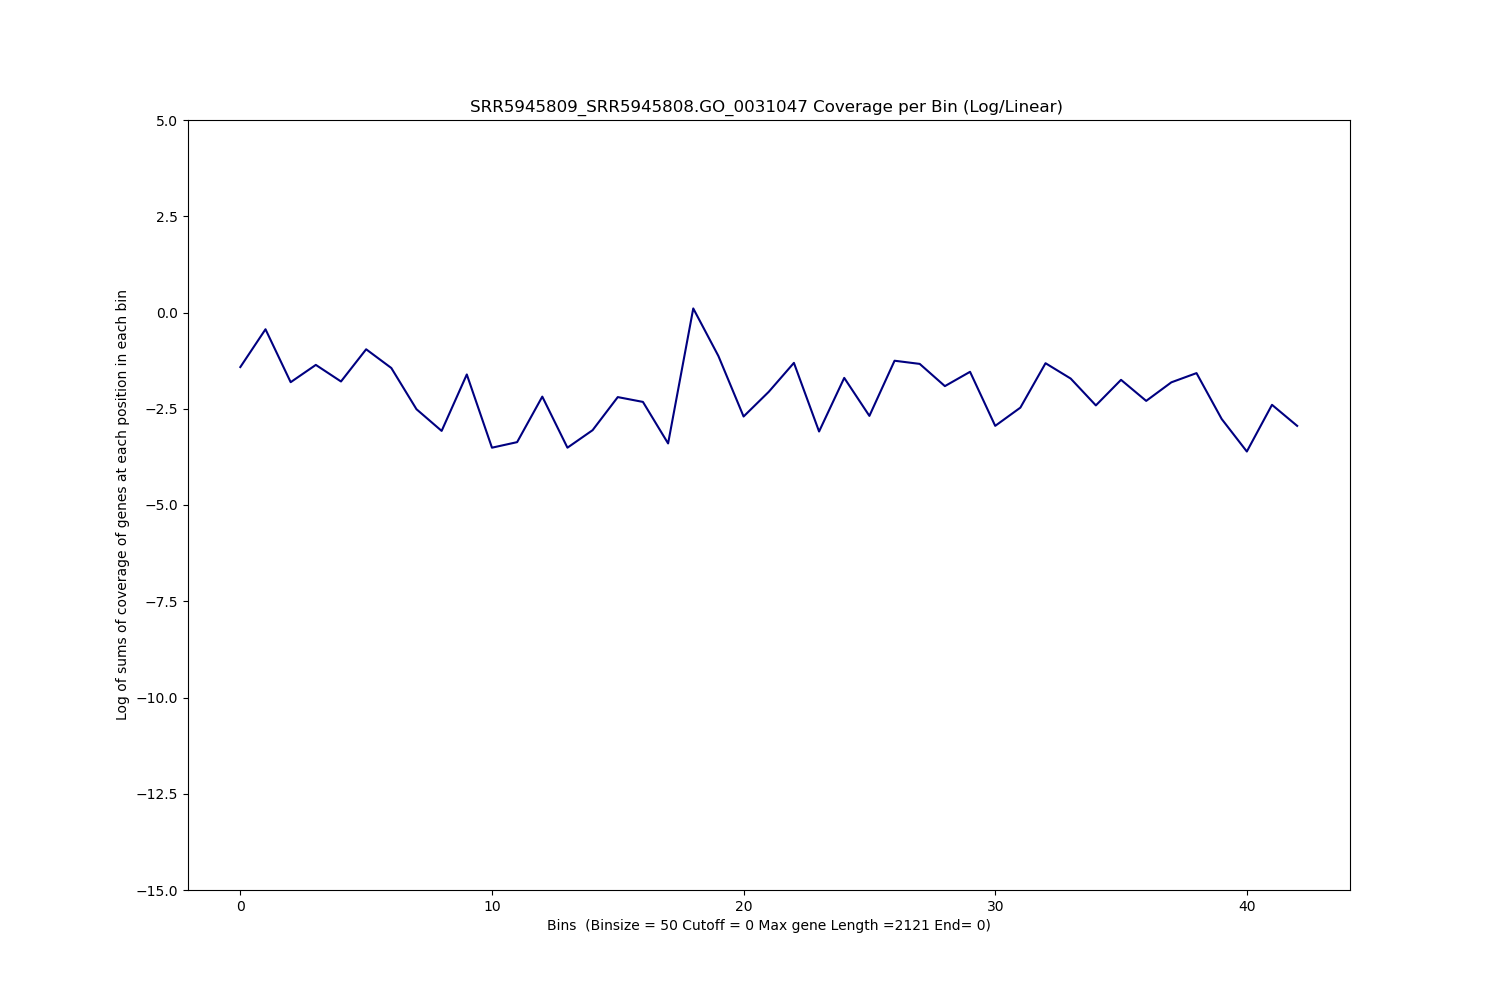 SRR5945809_SRR5945808.GO_0031047 Coverage per Bin (Log/Linear)
5.0
2.5
0.0
−2.5
−5.0
−7.5
−10.0
−12.5
−15.0
Log of sums of coverage of genes at each position in each bin
0 10 20 30 40
Bins  (Binsize = 50 Cutoff = 0 Max gene Length =2121 End= 0)